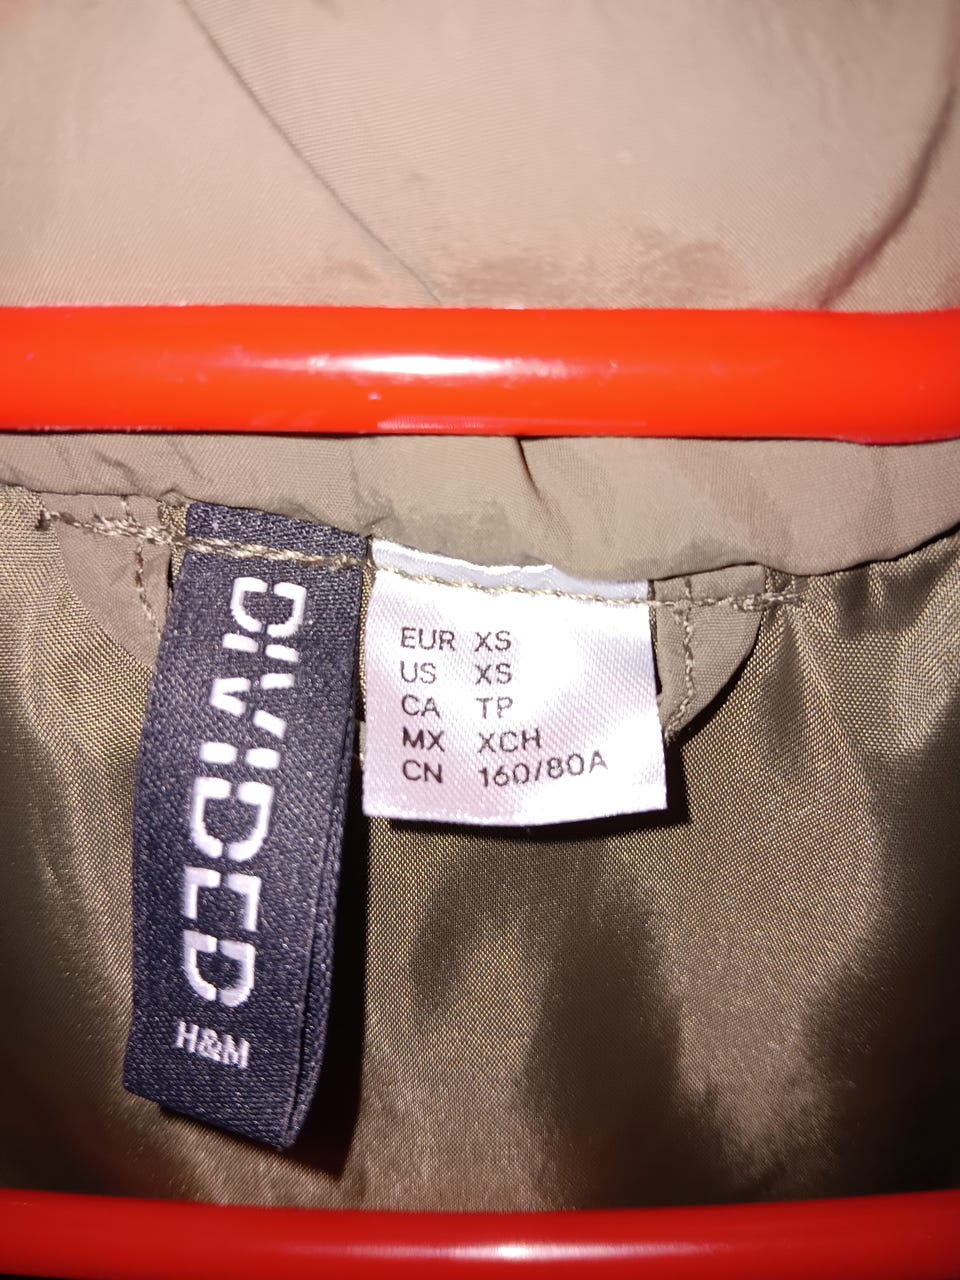 DIVIDED
H&M
EUR XS
US XS
CA TP
MX XCH
CN 160/80A